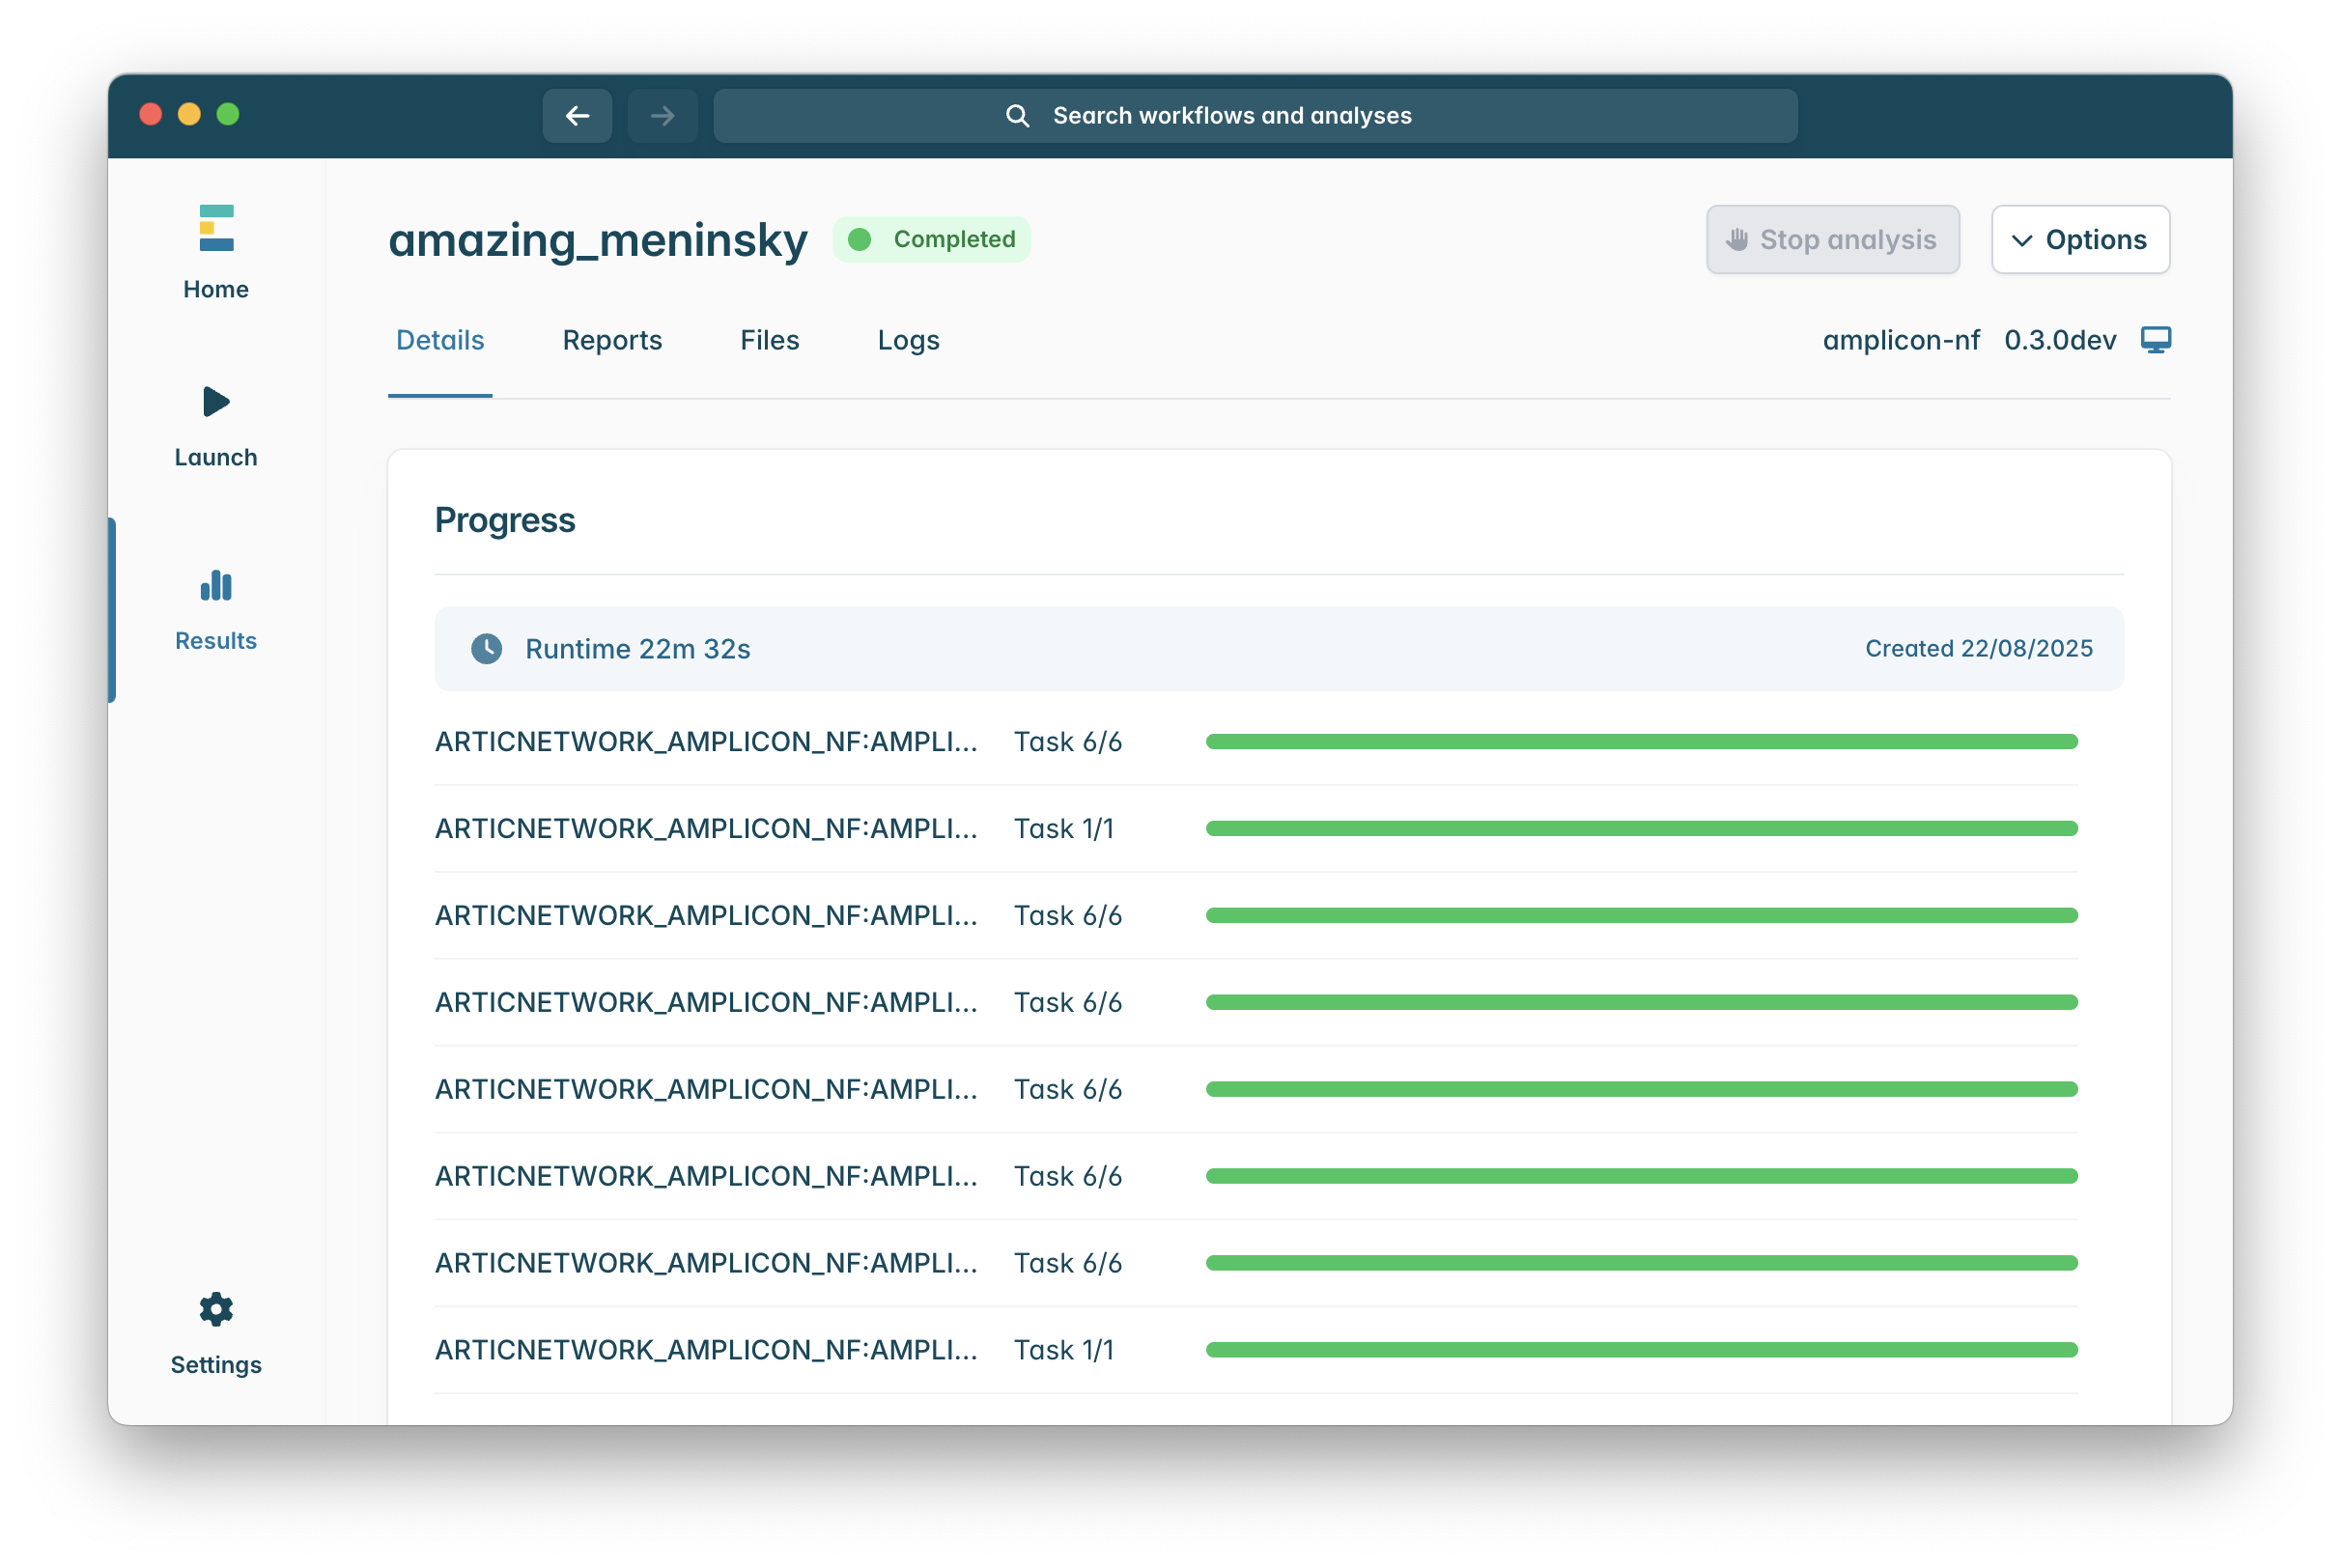 Search workflows and analyses
Home
Launch
Results
Settings
amazing_meninsky
Completed
Stop analysis
Options
Details
Reports
Files
Logs
amplicon-nf 0.3.0dev
Progress
Runtime 22m 32s
Created 22/08/2025
ARTICNETWORK_AMPLICON_NF:AMPLI... Task 6/6
ARTICNETWORK_AMPLICON_NF:AMPLI... Task 1/1
ARTICNETWORK_AMPLICON_NF:AMPLI... Task 6/6
ARTICNETWORK_AMPLICON_NF:AMPLI... Task 6/6
ARTICNETWORK_AMPLICON_NF:AMPLI... Task 6/6
ARTICNETWORK_AMPLICON_NF:AMPLI... Task 6/6
ARTICNETWORK_AMPLICON_NF:AMPLI... Task 6/6
ARTICNETWORK_AMPLICON_NF:AMPLI... Task 1/1